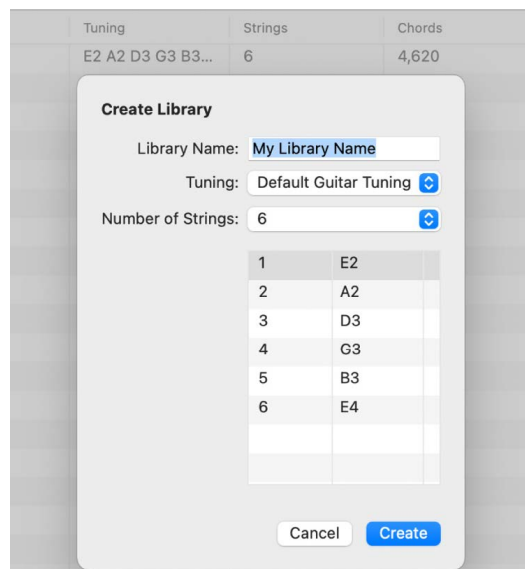 Tuning Strings Chords
E2 A2 D3 G3 B3... 6 4,620
Create Library
Library Name: My Library Name
Tuning: Default Guitar Tuning
Number of Strings: 6
1 E2
2 A2
3 D3
4 G3
5 B3
6 E4
Cancel Create